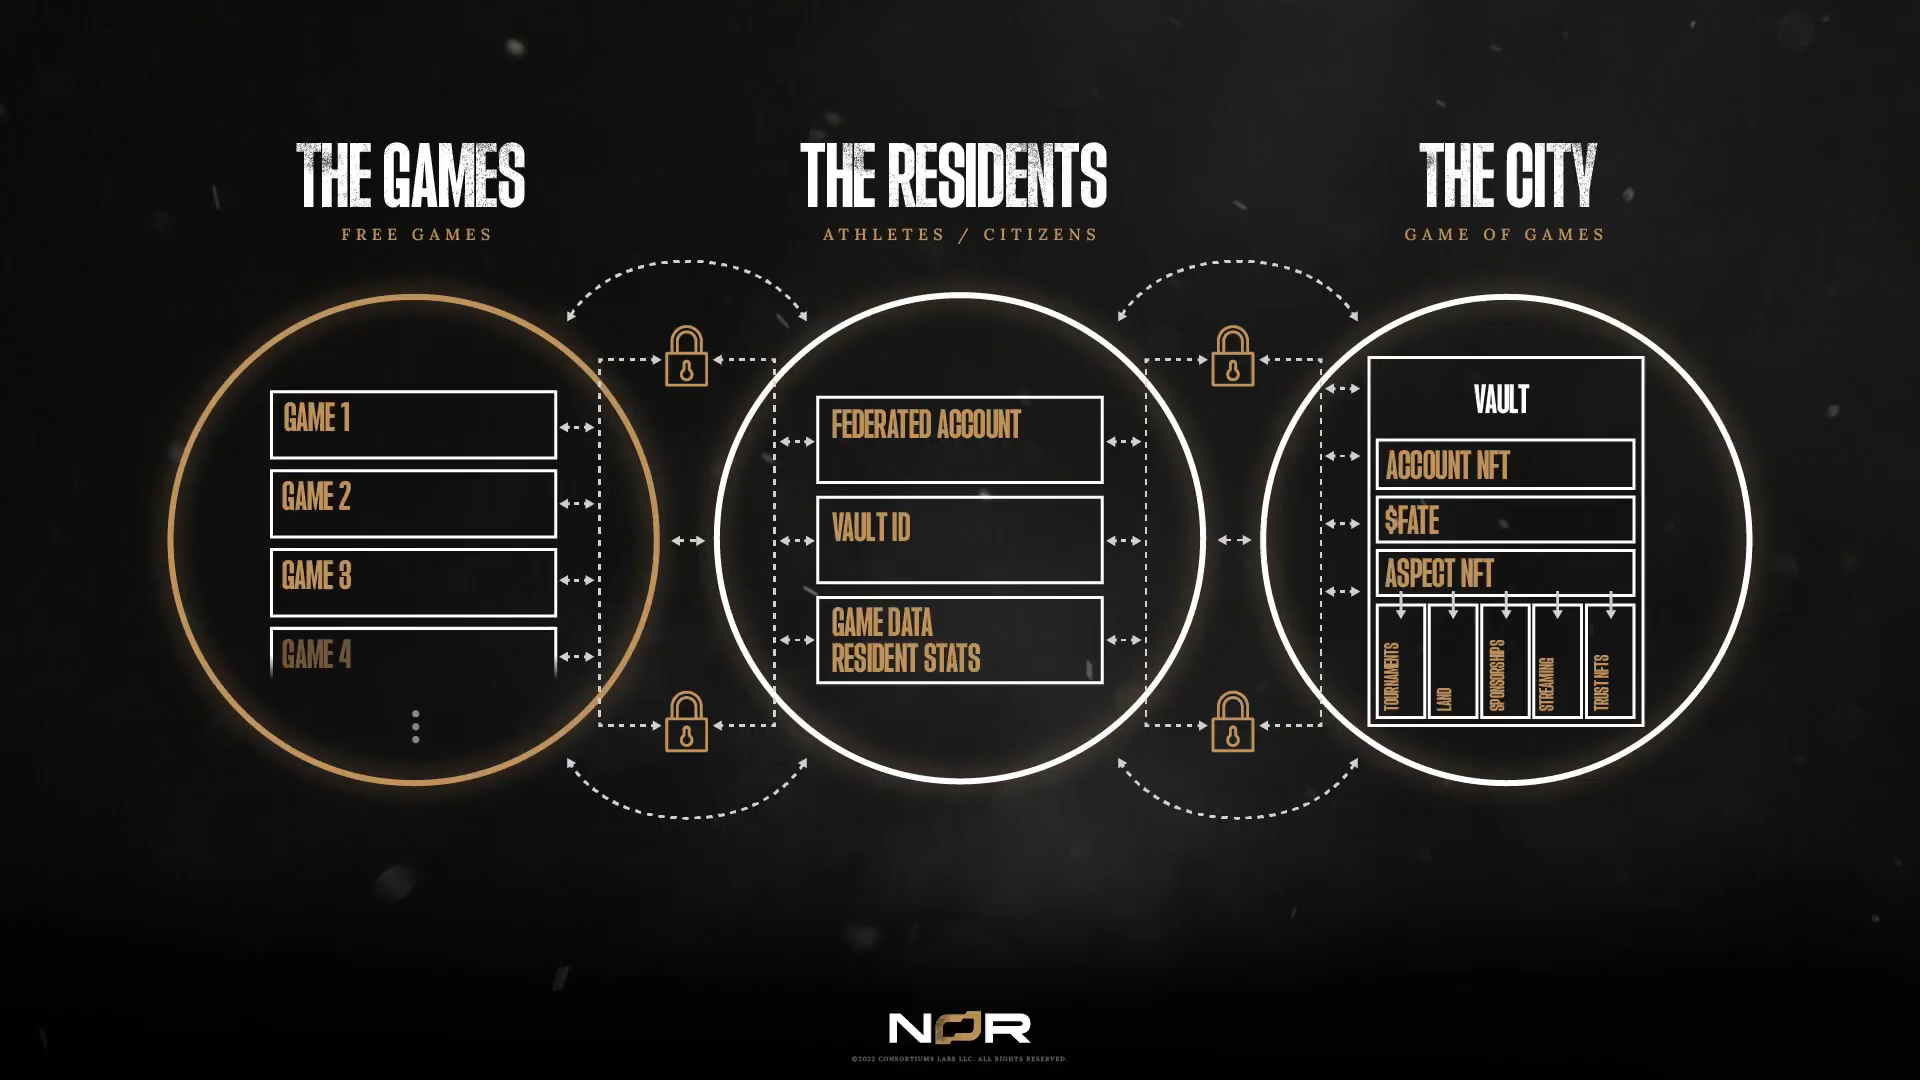 THE GAMES
FREE GAMES
THE RESIDENTS
ATHLETES / CITIZENS
THE CITY
GAME OF GAMES
GAME 1
GAME 2
GAME 3
GAME 4
FEDERATED ACCOUNT
VAULT ID
GAME DATA
RESIDENT STATS
VAULT
ACCOUNT NFT
$FATE
ASPECT NFT
TOURNAMENTS
LAND
SPONSORSHIPS
STREAMING
TRUST NFTS
NOR
©2022 CONSORTIUM9 LABS LLC. ALL RIGHTS RESERVED.